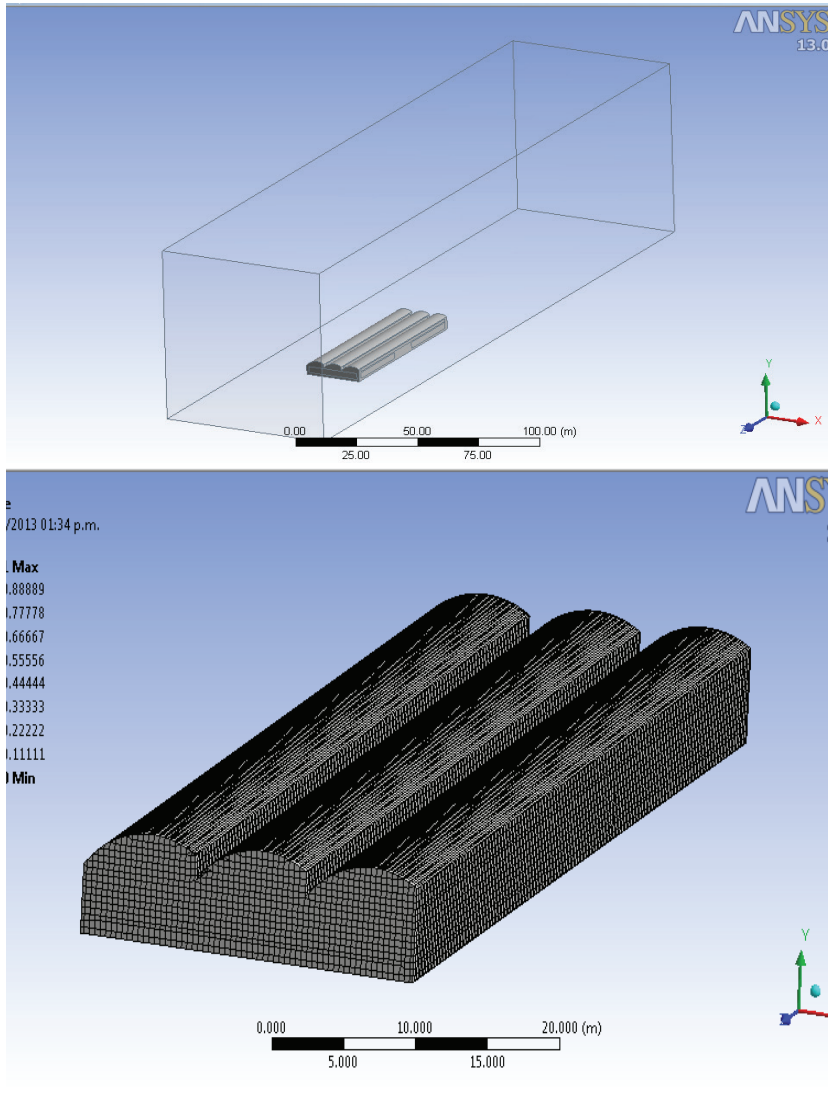 ANSYS
13.0
Y
X
Z
0.00 50.00 100.00 (m)
25.00 75.00
ANSY
e
/2013 01:34 p.m.
. Max
.88889
.77778
.66667
.55556
.44444
.33333
.22222
.11111
Min
Y
Z
0.000 10.000 20.000 (m)
5.000 15.000